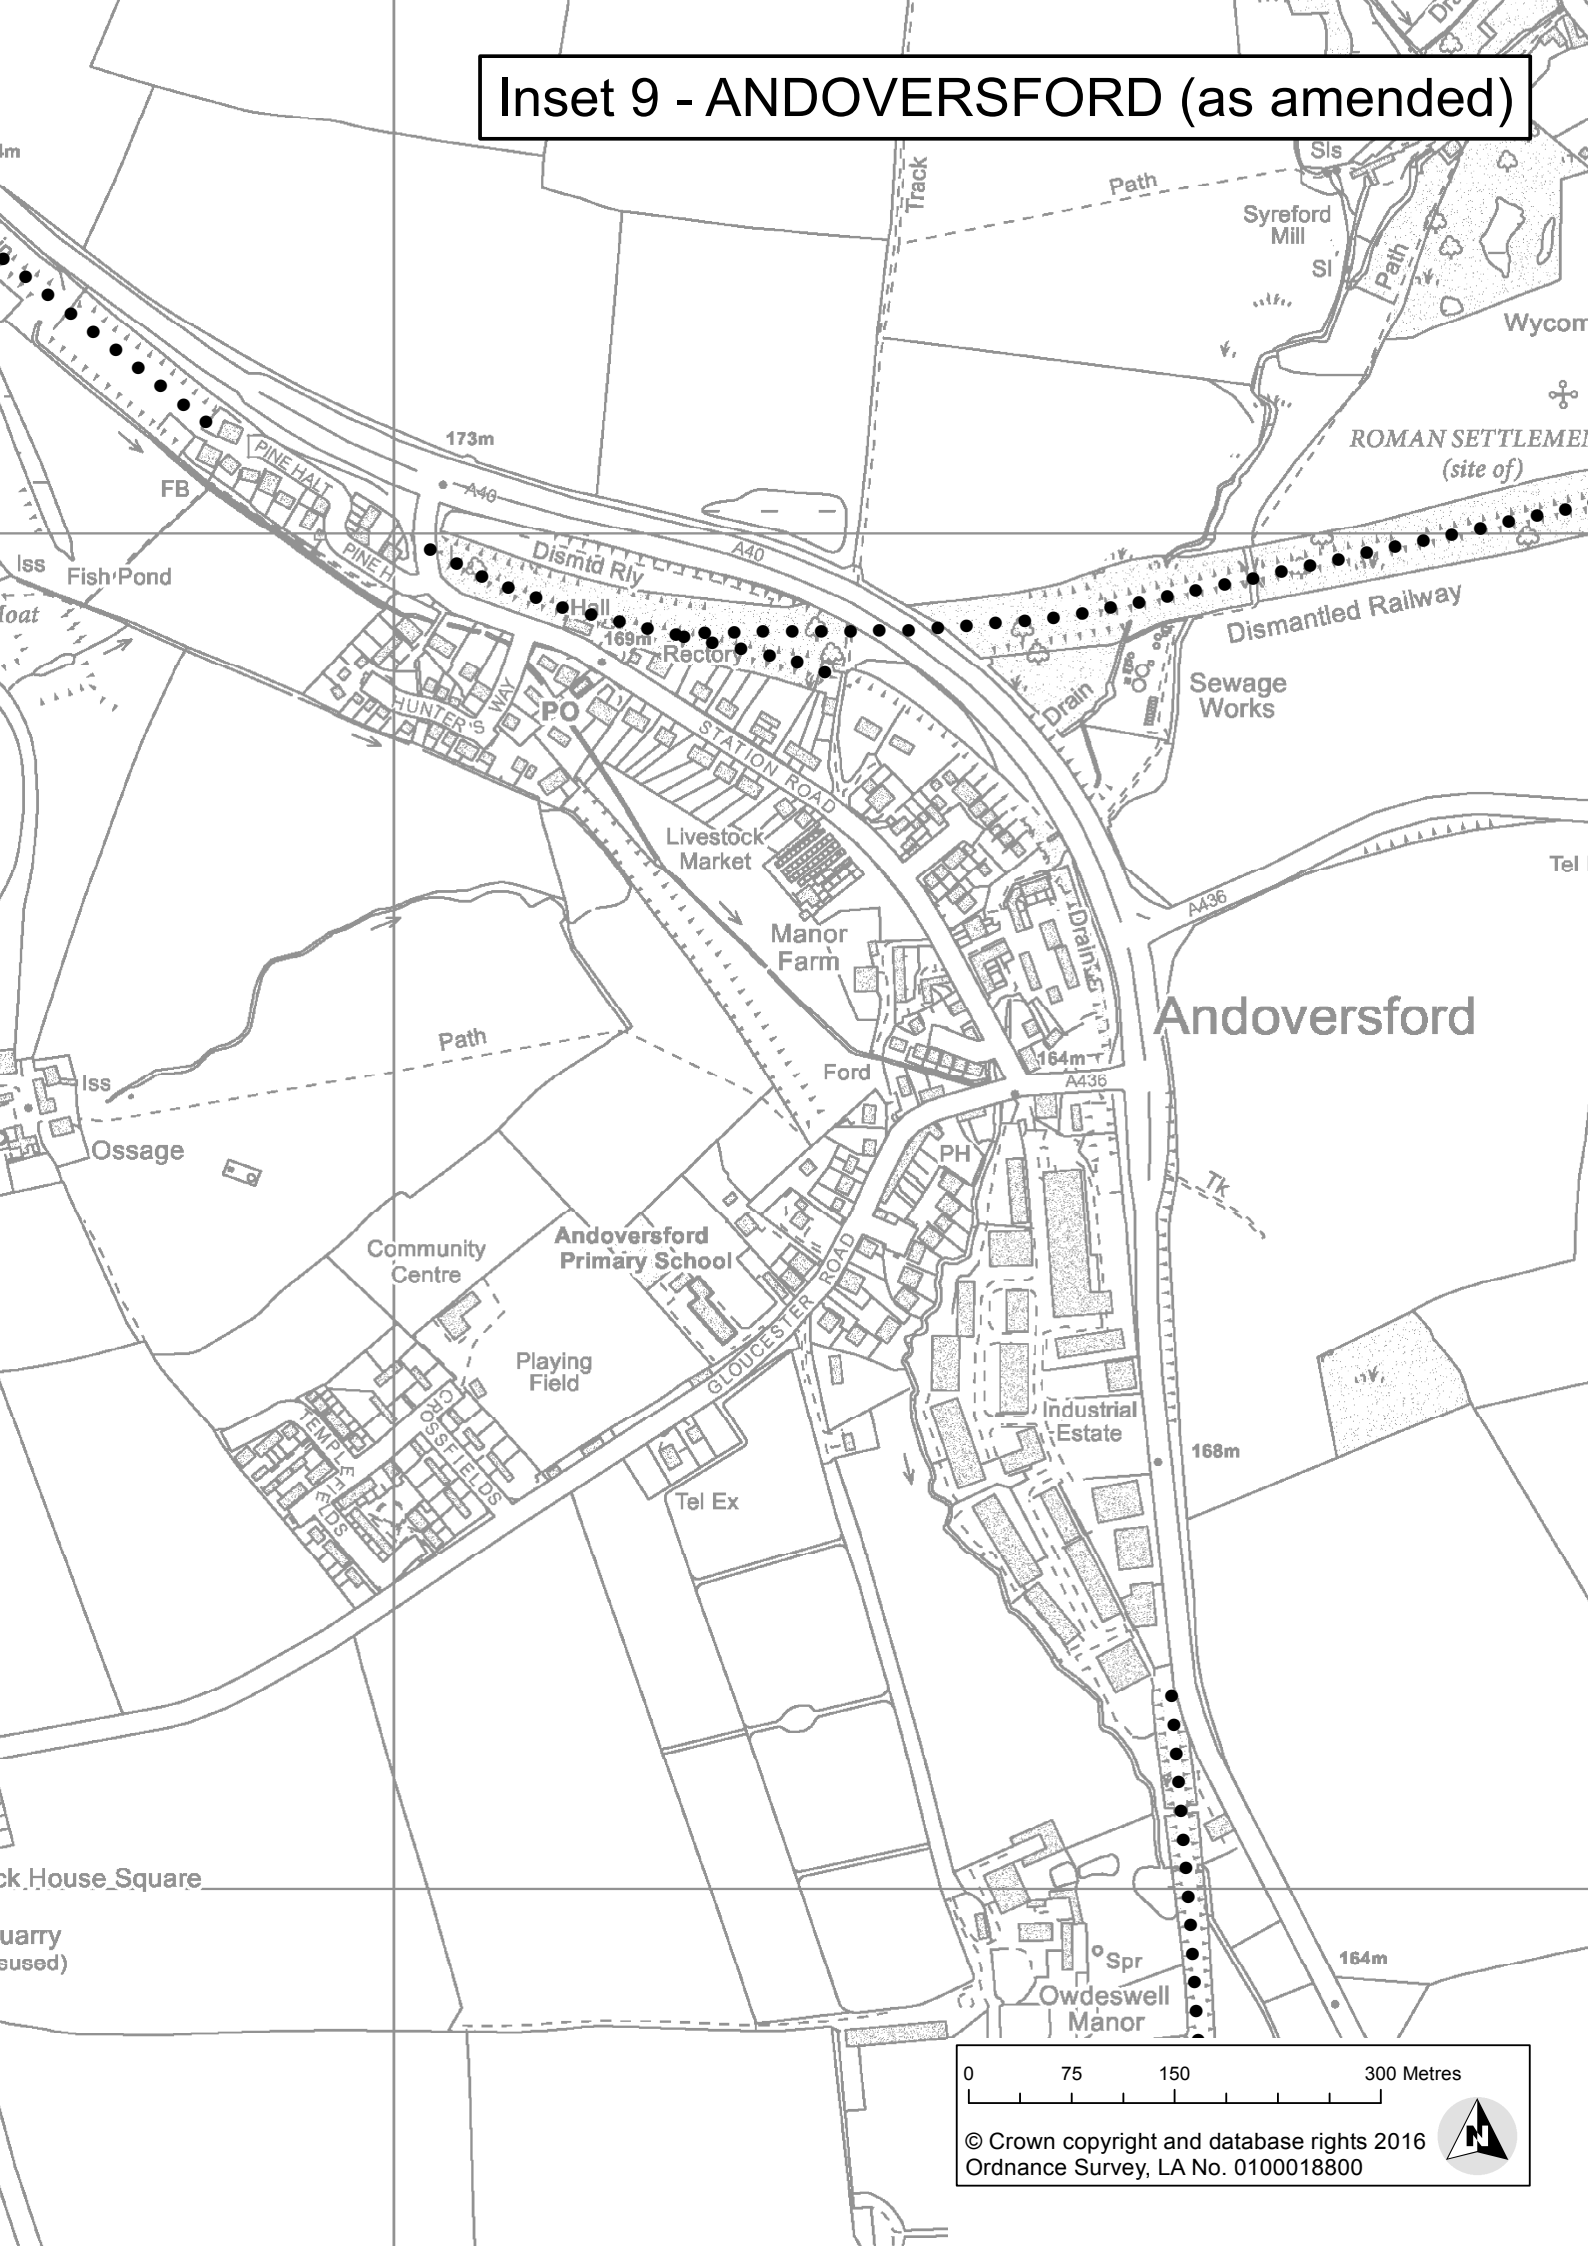 Inset 9 - ANDOVERSFORD (as amended)
Track
Path
Sls
Syreford
Mill
Sl
Path
ROMAN SETTLEMEN
(site of)
173m
A40
PINE HALT
FB
PINE H
Iss
Fish Pond
A40
Dismtd Rly
Hall
169m
Rectory
Dismantled Railway
Sewage
Works
Drain
HUNTER'S WAY
PO
STATION ROAD
Livestock
Market
Tel
A436
Manor
Farm
Drain
Andoversford
Path
Ford
164m
A436
Iss
Ossage
PH
Tk
Andoversford
Primary School
Community
Centre
GLOUCESTER ROAD
Playing
Field
CROSSFIELDS
TEMPLE FIELDS
Industrial
Estate
168m
Tel Ex
ck House Square
uarry
sused)
Spr
164m
Owdeswell
Manor
0 75 150 300 Metres
© Crown copyright and database rights 2016
Ordnance Survey, LA No. 0100018800
N